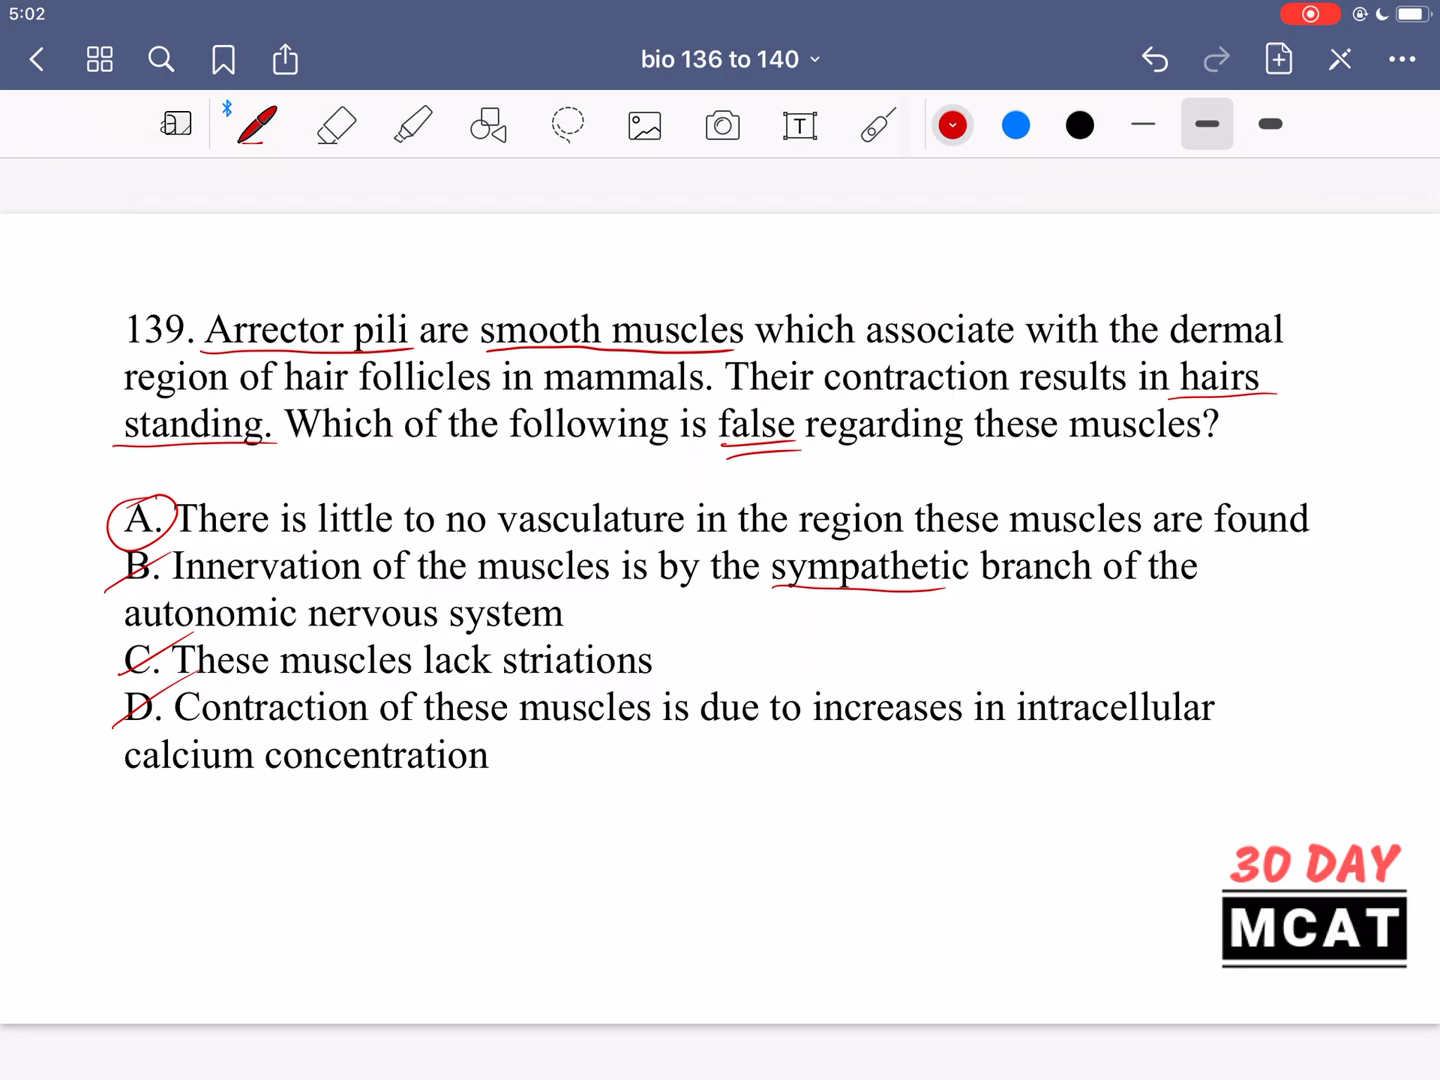 5:02
bio 136 to 140
T
139. Arrector pili are smooth muscles which associate with the dermal
region of hair follicles in mammals. Their contraction results in hairs
standing. Which of the following is false regarding these muscles?
A. There is little to no vasculature in the region these muscles are found
B. Innervation of the muscles is by the sympathetic branch of the
autonomic nervous system
C. These muscles lack striations
D. Contraction of these muscles is due to increases in intracellular
calcium concentration
30 DAY
MCAT